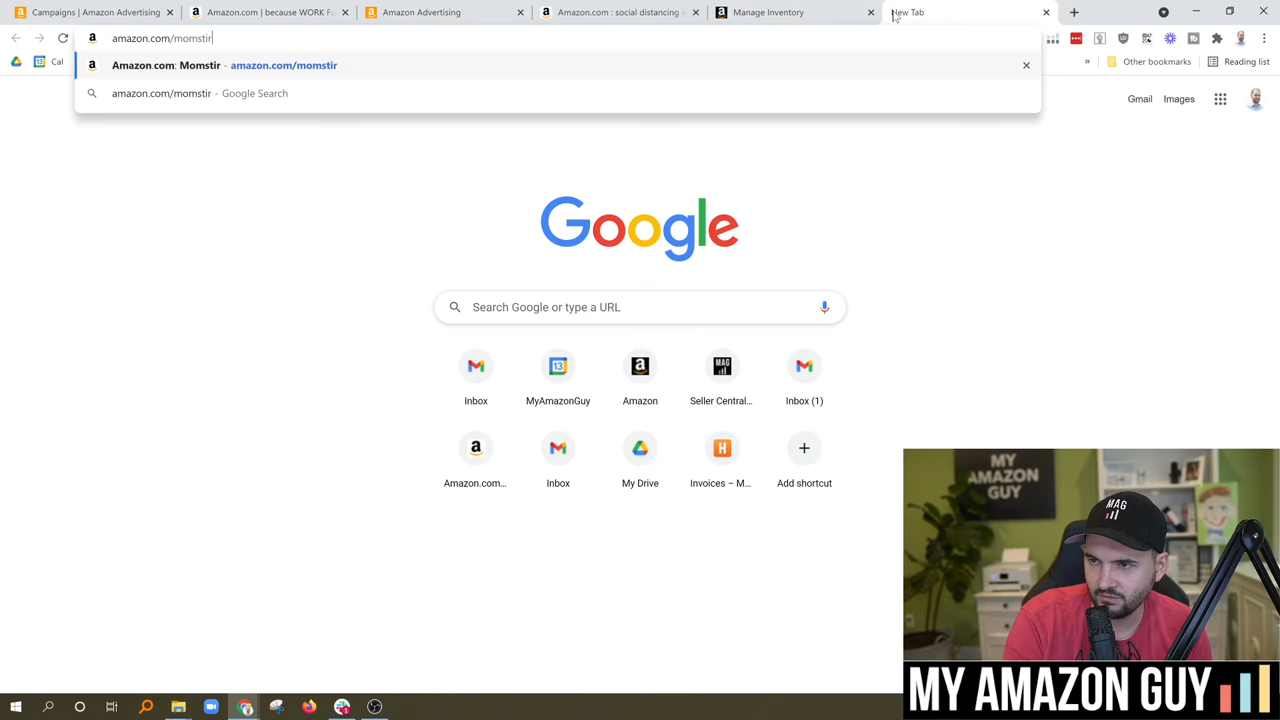 Campaigns | Amazon Advertising
Amazon.com | because WORK Fu
Amazon Advertising
Amazon.com : social distancing v
Manage Inventory
New Tab
amazon.com/momstir
Cal
Other bookmarks
Reading list
Amazon.com: Momstir - amazon.com/momstir
amazon.com/momstir - Google Search
Gmail
Images
Google
Search Google or type a URL
Inbox
MyAmazonGuy
Amazon
Seller Central...
Inbox (1)
Amazon.com...
Inbox
My Drive
Invoices – M...
Add shortcut
MY
AMAZON
GUY
MAG
MY AMAZON GUY